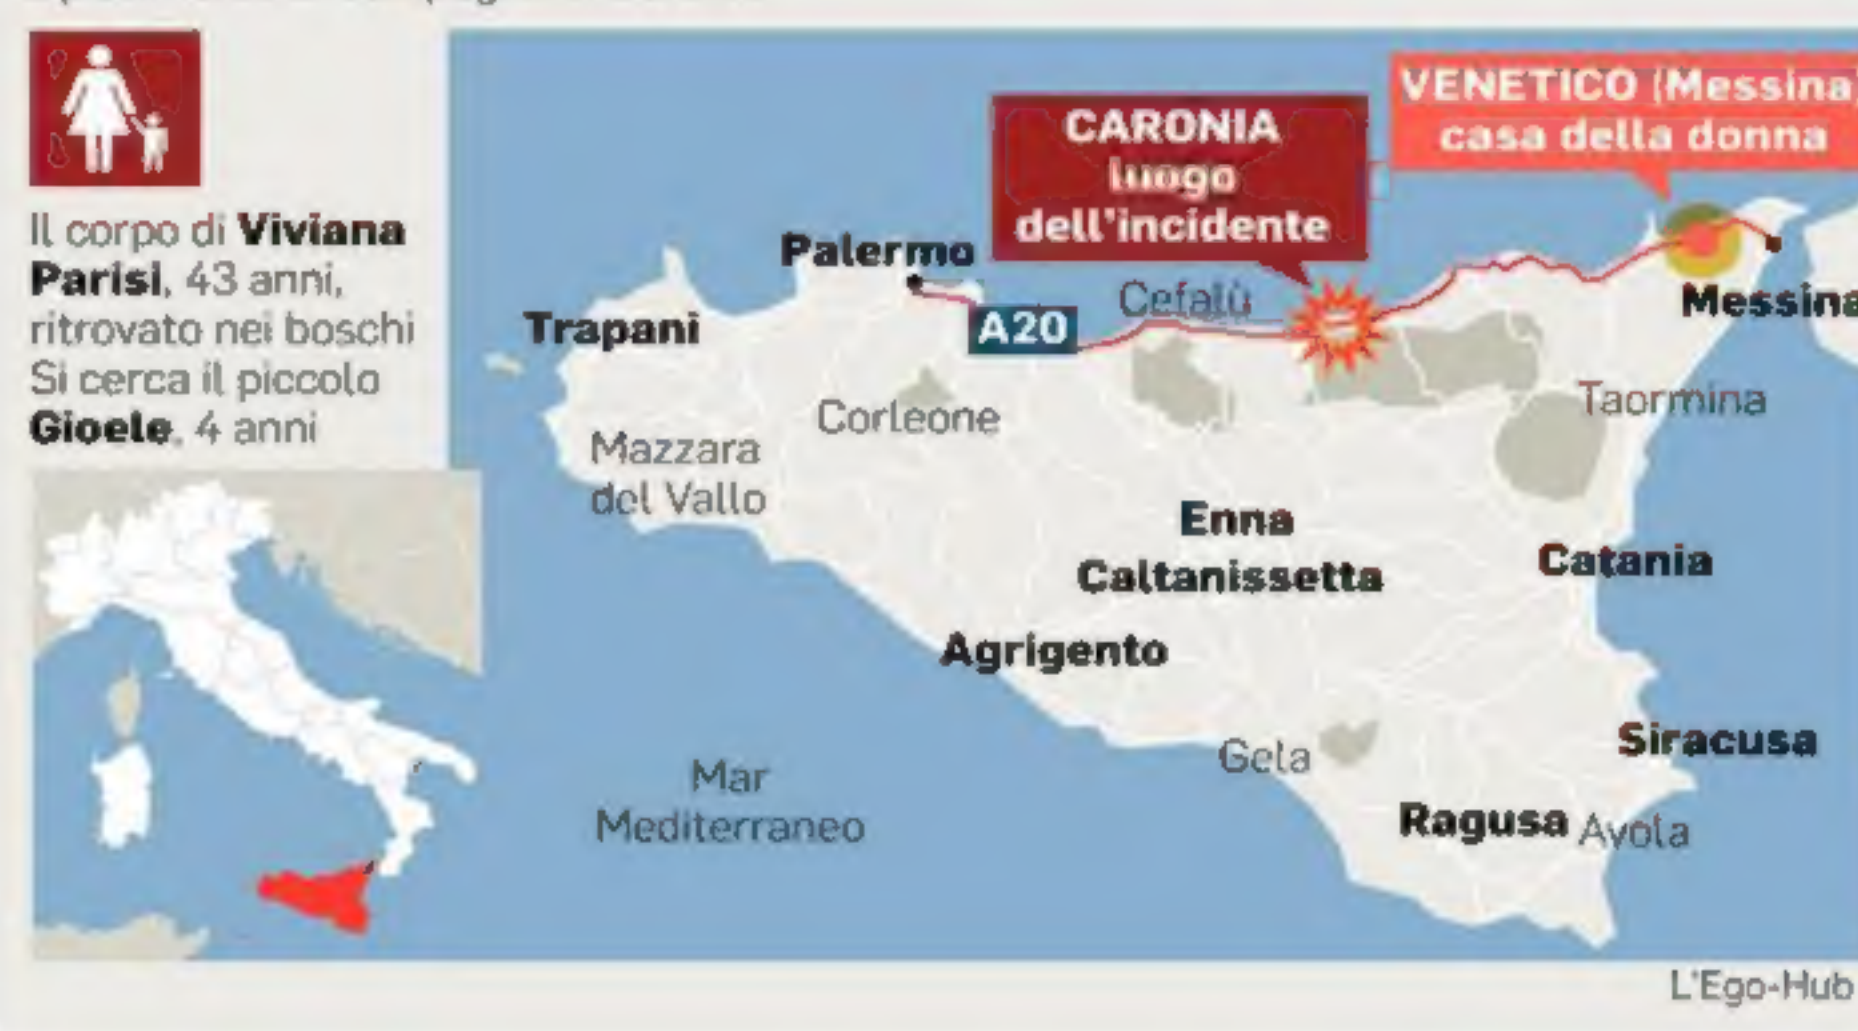 Il corpo di Viviana
Parisi, 43 anni,
ritrovato nei boschi
Si cerca il piccolo
Gioele, 4 anni
VENETICO (Messina)
casa della donna
CARONIA
luogo
dell'incidente
Palermo
Cefalù
A20
Messina
Trapani
Taormina
Corleone
Mazzara
del Vallo
Enna
Caltanissetta
Catania
Agrigento
Siracusa
Gela
Mar
Mediterraneo
Ragusa
Avola
L'Ego-Hub